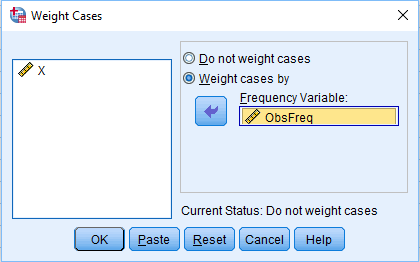 Weight Cases
X
Do not weight cases
Weight cases by
Frequency Variable:
ObsFreq
Current Status: Do not weight cases
OK
Paste
Reset
Cancel
Help